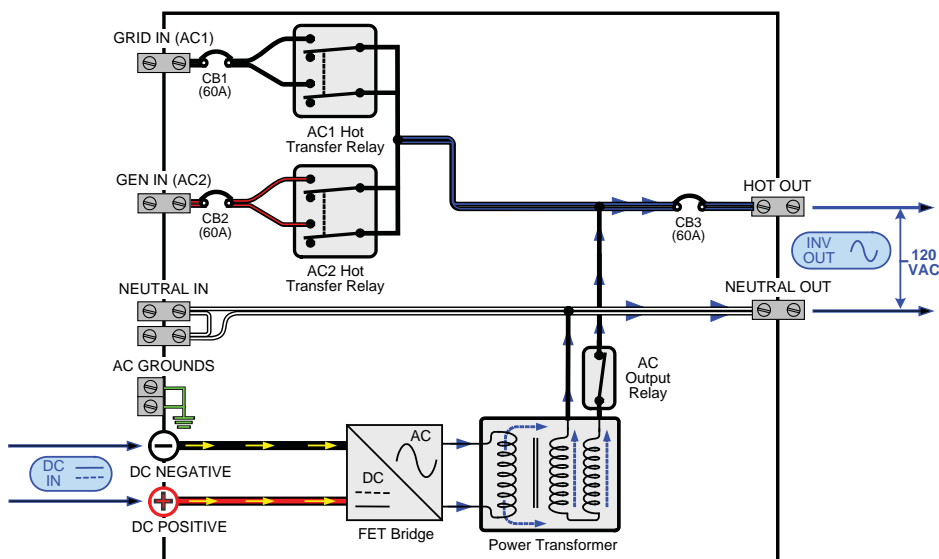 GRID IN (AC1)
CB1
(60A)
AC1 Hot
Transfer Relay
GEN IN (AC2)
CB2
(60A)
AC2 Hot
Transfer Relay
HOT OUT
CB3
(60A)
INV
OUT
120
VAC
NEUTRAL IN
NEUTRAL OUT
AC GROUNDS
AC
Output
Relay
DC
IN
DC NEGATIVE
DC POSITIVE
AC
DC
FET Bridge
Power Transformer